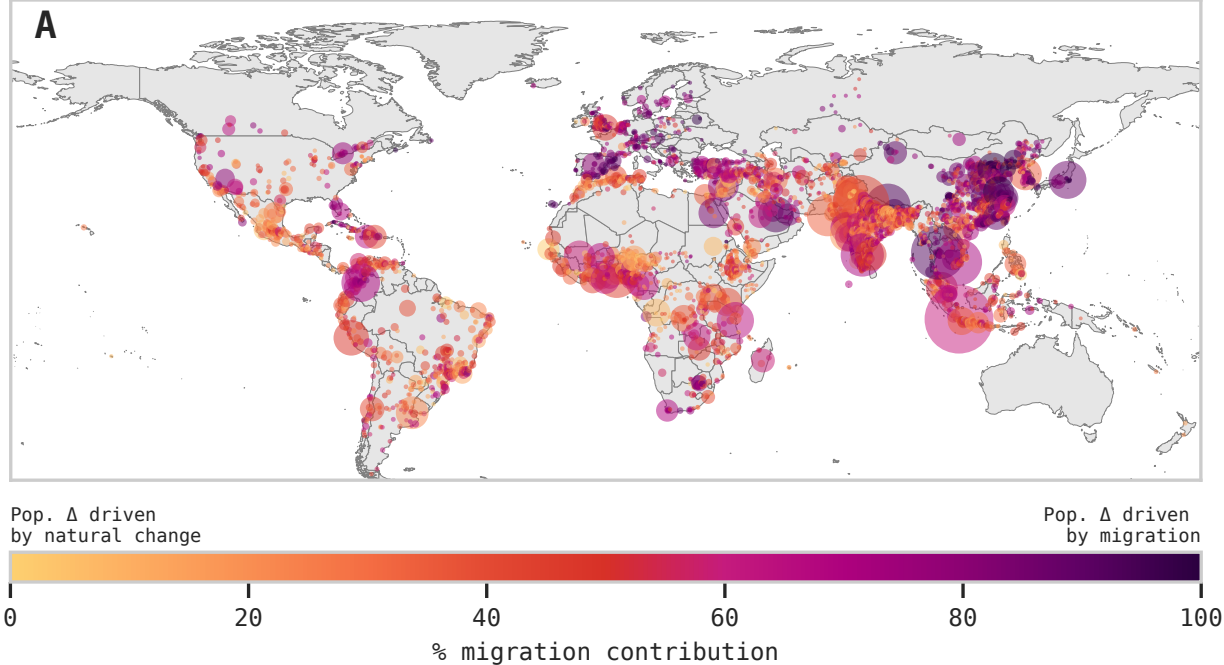 A
Pop. Δ driven
by natural change
Pop. Δ driven
by migration
0 20 40 60 80 100
% migration contribution